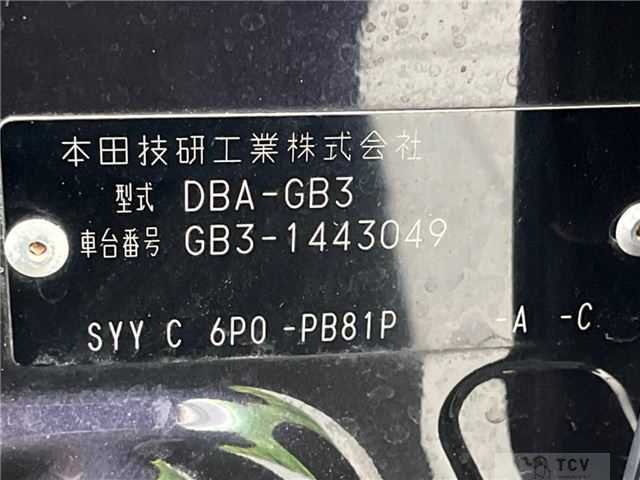 本田技研工業株式会社
型式 DBA-GB3
車台番号 GB3-1443049
SYY C 6P0 -PB81P -A -C
TCV